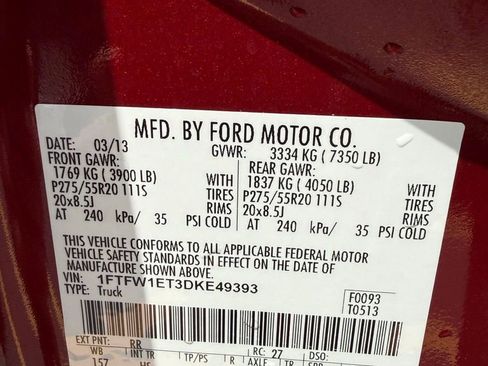 MFD. BY FORD MOTOR CO.
DATE: 03/13 GVWR: 3334 KG ( 7350 LB)
FRONT GAWR: REAR GAWR:
1769 KG ( 3900 LB) WITH 1837 KG ( 4050 LB) WITH
P275/55R20 111S TIRES P275/55R20 111S TIRES
20x8.5J RIMS 20x8.5J RIMS
AT 240 kPa/ 35 PSI COLD AT 240 kPa/ 35 PSI COLD
THIS VEHICLE CONFORMS TO ALL APPLICABLE FEDERAL MOTOR
VEHICLE SAFETY STANDARDS IN EFFECT ON THE DATE OF
MANUFACTURE SHOWN ABOVE.
VIN: 1FTFW1ET3DKE49393 F0093
TYPE: Truck T0513
EXT PNT: RR RC: 27 DSO:
WB INT TR TP/PS R AXLE TR
157